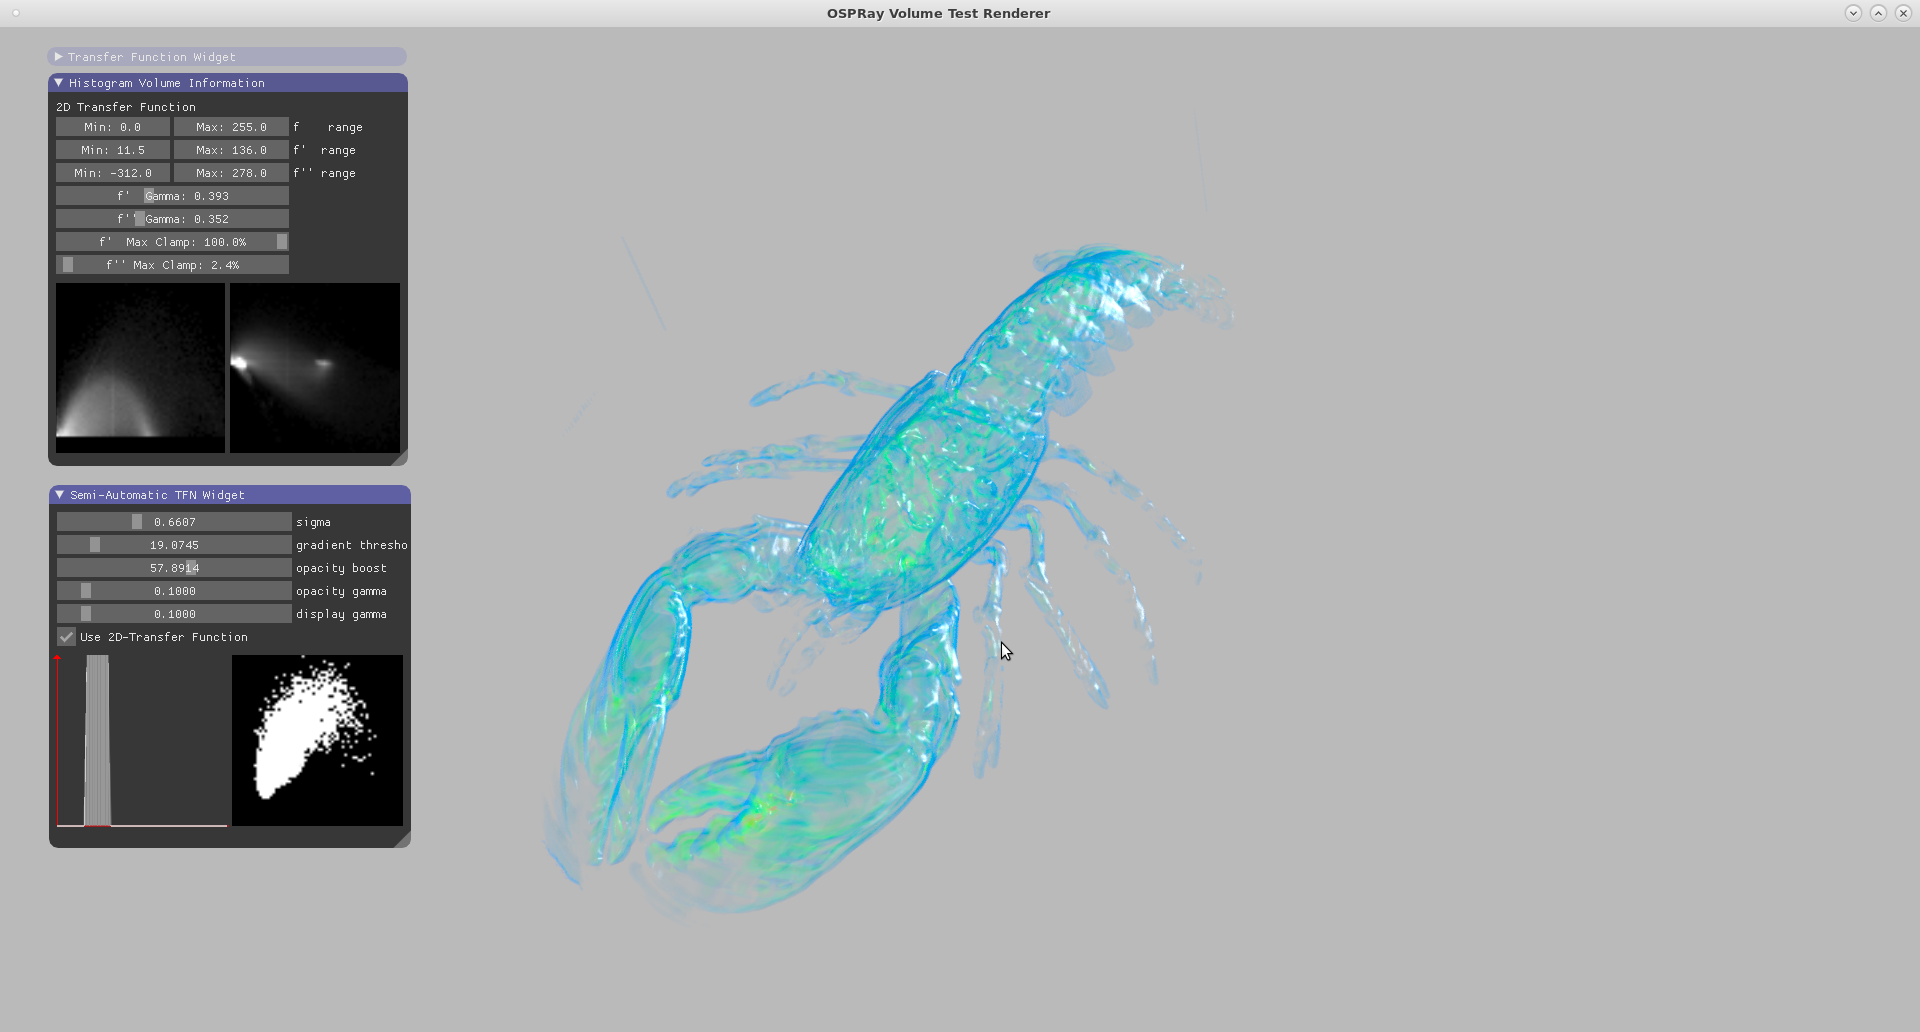 OSPRay Volume Test Renderer
Transfer Function Widget
Histogram Volume Information
2D Transfer Function
Min: 0.0 Max: 255.0 f range
Min: 11.5 Max: 136.0 f' range
Min: -312.0 Max: 278.0 f'' range
f' Gamma: 0.393
f'' Gamma: 0.352
f' Max Clamp: 100.0%
f'' Max Clamp: 2.4%
Semi-Automatic TFN Widget
0.6607 sigma
19.0745 gradient thresho
57.8914 opacity boost
0.1000 opacity gamma
0.1000 display gamma
Use 2D-Transfer Function